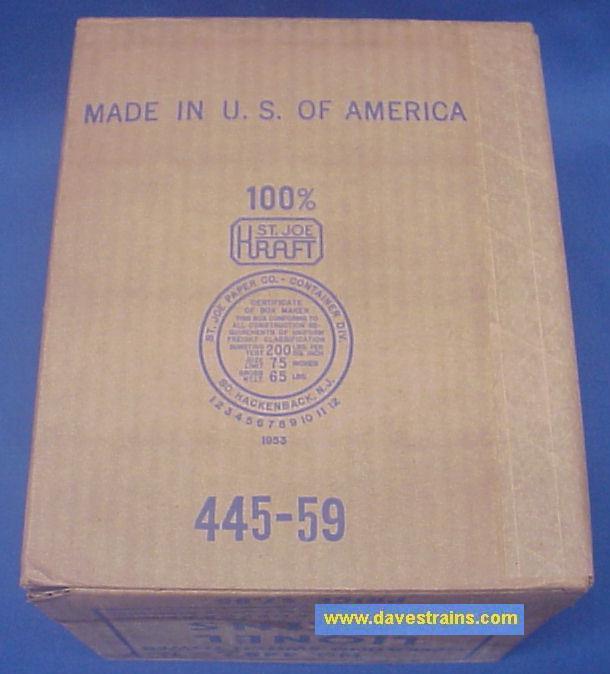 MADE IN U. S. OF AMERICA
100%
ST. JOE
KRAFT
ST. JOE PAPER CO. - CONTAINER DIV.
CERTIFICATE
OF BOX MAKER
THIS BOX CONFORMS TO
ALL CONSTRUCTION RE-
QUIREMENTS OF UNIFORM
FREIGHT CLASSIFICATION
BURSTING TEST 200 LBS. PER SQ. INCH
SIZE LIMIT 75 INCHES
GROSS WT.LT. 65 LBS.
SO. HACKENBACK, N.J.
1 2 3 4 5 6 7 8 9 10 11 12
1953
445-59
www.davestrains.com
LIONEL